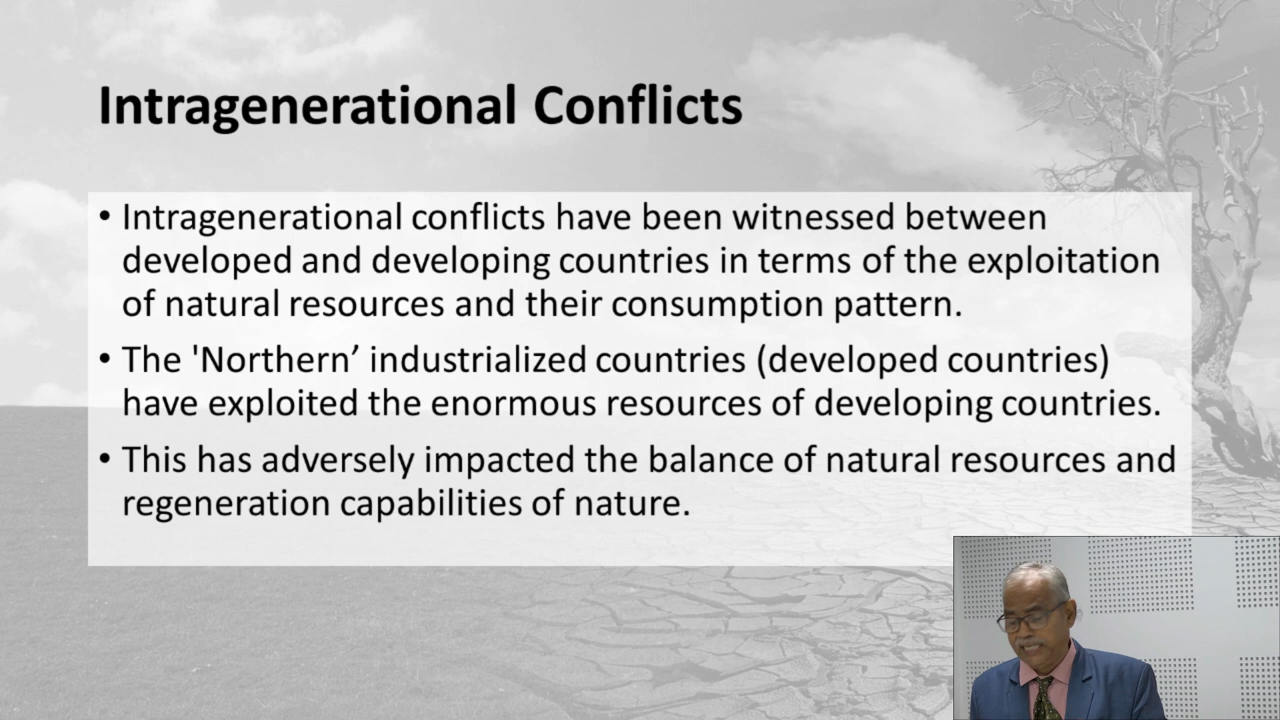 Intragenerational Conflicts
• Intragenerational conflicts have been witnessed between
developed and developing countries in terms of the exploitation
of natural resources and their consumption pattern.
• The 'Northern’ industrialized countries (developed countries)
have exploited the enormous resources of developing countries.
• This has adversely impacted the balance of natural resources and
regeneration capabilities of nature.